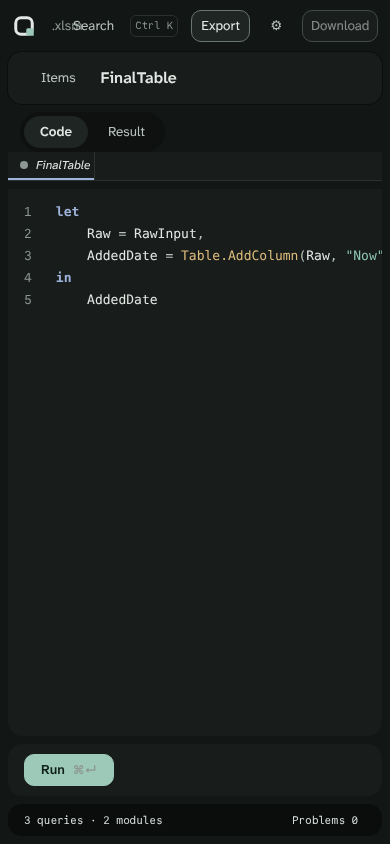 .xlsm Search Ctrl K Export Download
Items FinalTable
Code Result
FinalTable
1 let
2 Raw = RawInput,
3 AddedDate = Table.AddColumn(Raw, "Now"
4 in
5 AddedDate
Run ⌘↵
3 queries · 2 modules Problems 0